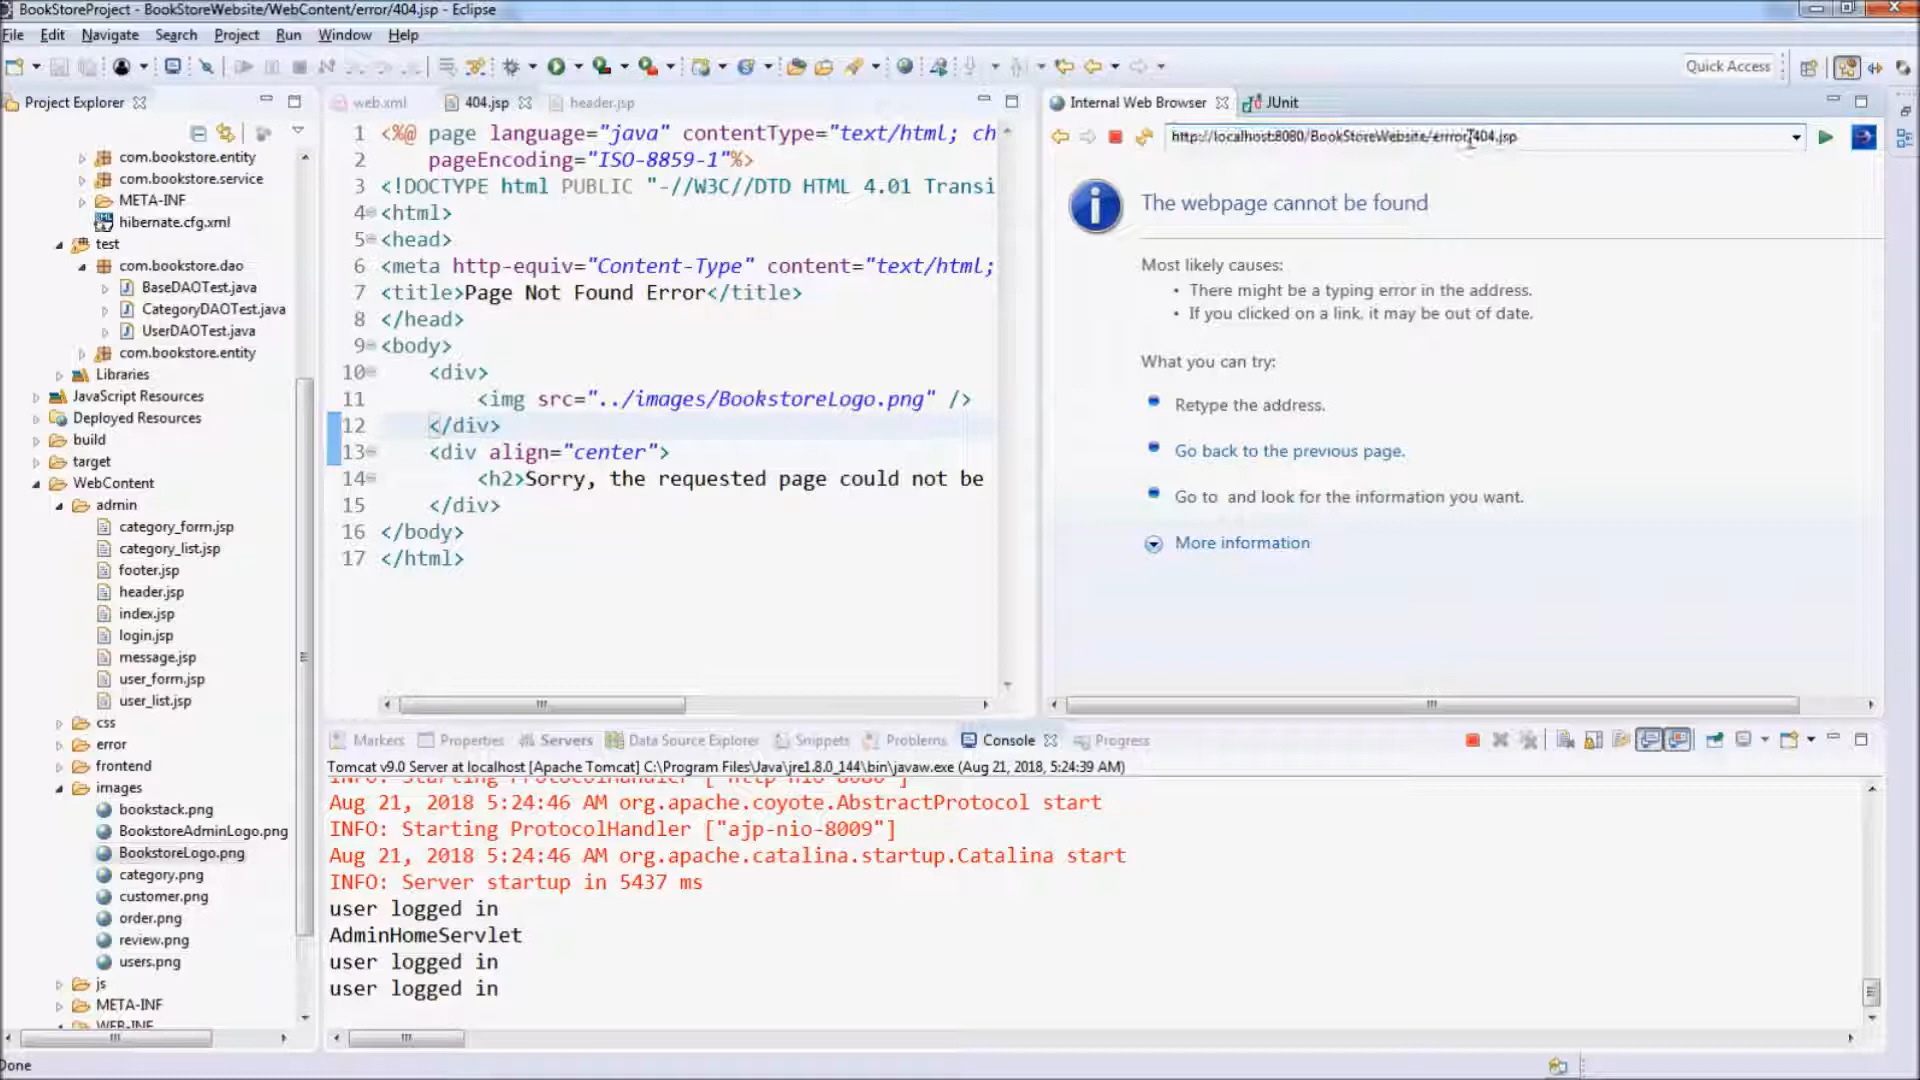 BookStoreProject - BookStoreWebsite/WebContent/error/404.jsp - Eclipse
File Edit Navigate Search Project Run Window Help
Quick Access
Project Explorer
com.bookstore.entity
com.bookstore.service
META-INF
hibernate.cfg.xml
test
com.bookstore.dao
BaseDAOTest.java
CategoryDAOTest.java
UserDAOTest.java
com.bookstore.entity
Libraries
JavaScript Resources
Deployed Resources
build
target
WebContent
admin
category_form.jsp
category_list.jsp
footer.jsp
header.jsp
index.jsp
login.jsp
message.jsp
user_form.jsp
user_list.jsp
css
error
frontend
images
bookstack.png
BookstoreAdminLogo.png
BookstoreLogo.png
category.png
customer.png
order.png
review.png
users.png
js
META-INF
WEB-INF
web.xml 404.jsp header.jsp
1 <%@ page language="java" contentType="text/html; ch
2 pageEncoding="ISO-8859-1"%>
3 <!DOCTYPE html PUBLIC "-//W3C//DTD HTML 4.01 Transi
4 <html>
5 <head>
6 <meta http-equiv="Content-Type" content="text/html;
7 <title>Page Not Found Error</title>
8 </head>
9 <body>
10 <div>
11 <img src="../images/BookstoreLogo.png" />
12 </div>
13 <div align="center">
14 <h2>Sorry, the requested page could not be
15 </div>
16 </body>
17 </html>
Internal Web Browser JUnit
http://localhost:8080/BookStoreWebsite/error/404.jsp
The webpage cannot be found
Most likely causes:
• There might be a typing error in the address.
• If you clicked on a link, it may be out of date.
What you can try:
Retype the address.
Go back to the previous page.
Go to and look for the information you want.
More information
Markers Properties Servers Data Source Explorer Snippets Problems Console Progress
Tomcat v9.0 Server at localhost [Apache Tomcat] C:\Program Files\Java\jre1.8.0_144\bin\javaw.exe (Aug 21, 2018, 5:24:39 AM)
INFO: Starting ProtocolHandler ["http-nio-8080"]
Aug 21, 2018 5:24:46 AM org.apache.coyote.AbstractProtocol start
INFO: Starting ProtocolHandler ["ajp-nio-8009"]
Aug 21, 2018 5:24:46 AM org.apache.catalina.startup.Catalina start
INFO: Server startup in 5437 ms
user logged in
AdminHomeServlet
user logged in
user logged in
Done